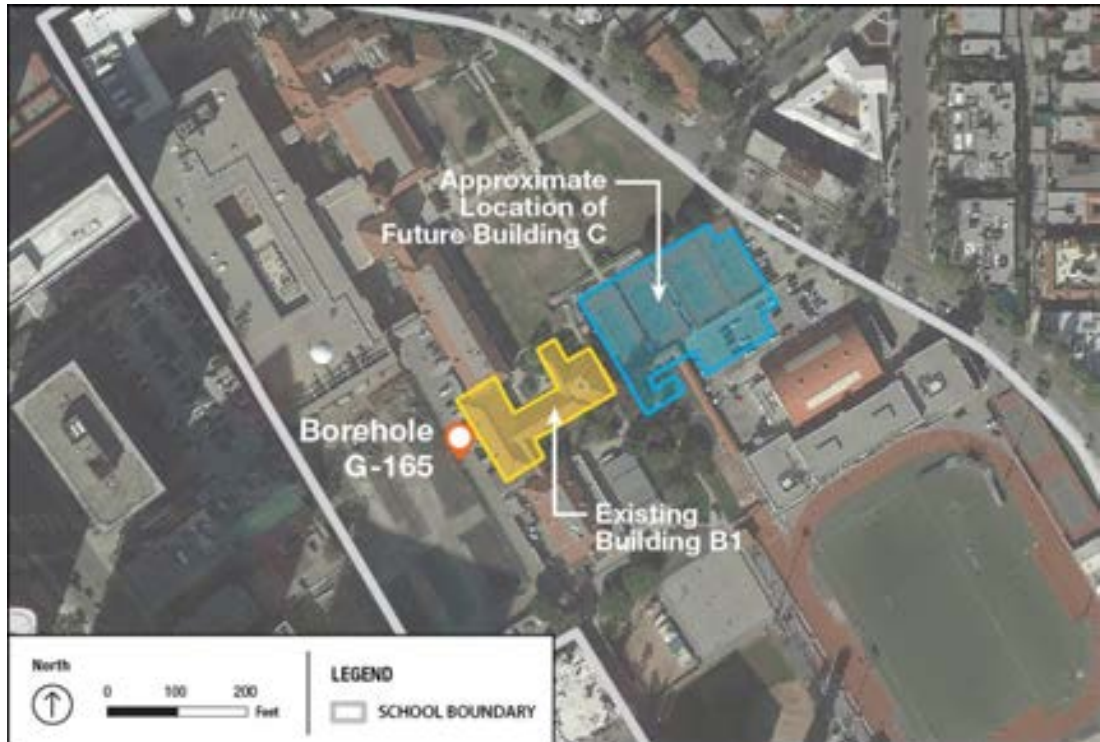 Approximate
Location of
Future Building C
Borehole
G-165
Existing
Building B1
North
0 100 200
Feet
LEGEND
SCHOOL BOUNDARY